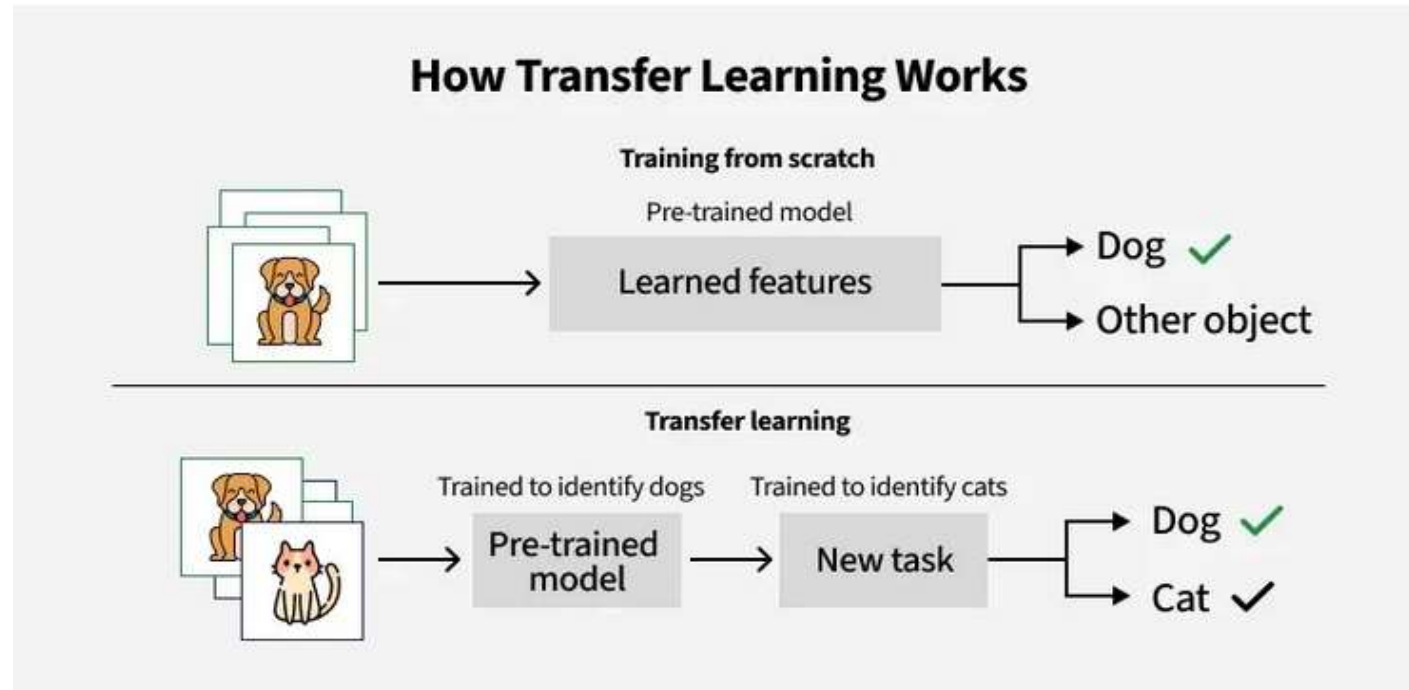 How Transfer Learning Works
Training from scratch
Pre-trained model
Learned features
Dog
Other object
Transfer learning
Trained to identify dogs
Trained to identify cats
Pre-trained
model
New task
Dog
Cat